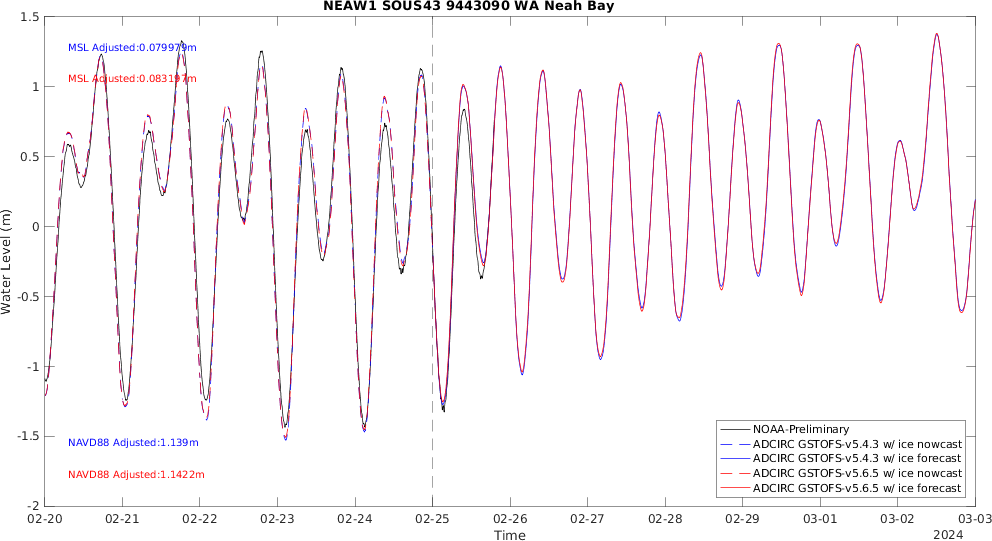 NEAW1 SOUS43 9443090 WA Neah Bay
MSL Adjusted:0.079979m
MSL Adjusted:0.083197m
NAVD88 Adjusted:1.139m
NAVD88 Adjusted:1.1422m
Water Level (m)
1.5
1
0.5
0
-0.5
-1
-1.5
-2
NOAA-Preliminary
ADCIRC GSTOFS-v5.4.3 w/ ice nowcast
ADCIRC GSTOFS-v5.4.3 w/ ice forecast
ADCIRC GSTOFS-v5.6.5 w/ ice nowcast
ADCIRC GSTOFS-v5.6.5 w/ ice forecast
02-20 02-21 02-22 02-23 02-24 02-25 02-26 02-27 02-28 02-29 03-01 03-02 03-03
Time
2024